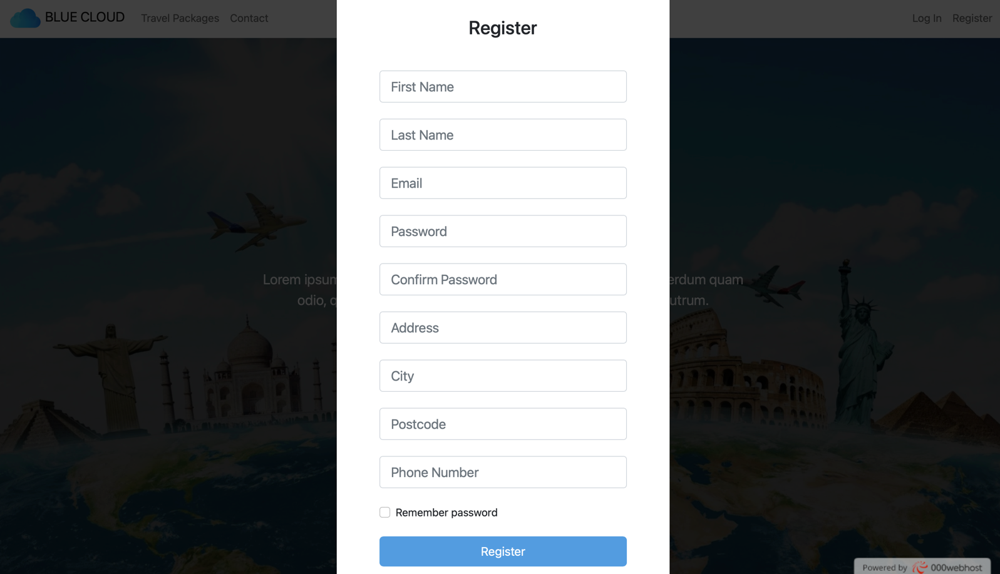 BLUE CLOUD
Travel Packages
Contact
Log In
Register
Register
First Name
Last Name
Email
Password
Confirm Password
Address
City
Postcode
Phone Number
Remember password
Register
Lorem ipsum
erdum quam
odio, q
utrum.
Powered by 000webhost